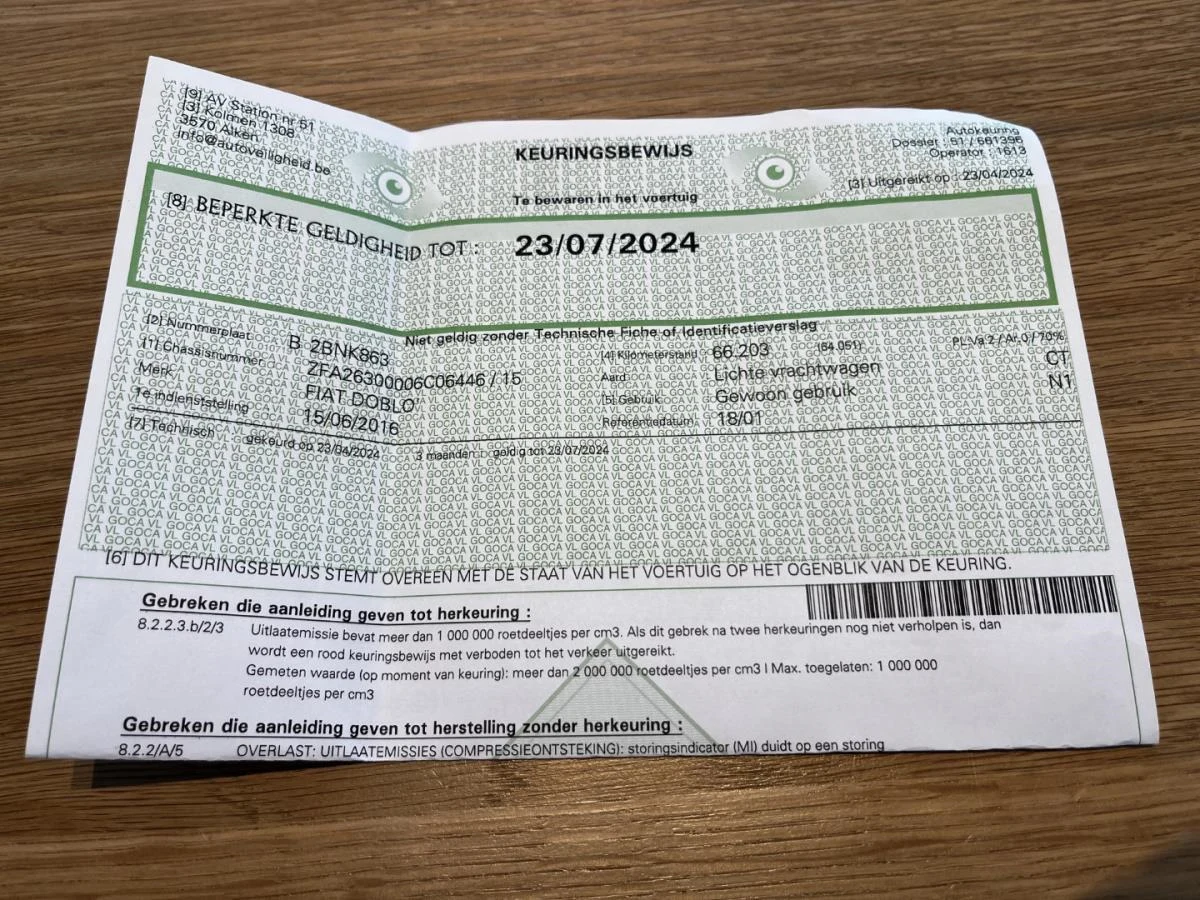 [9] AV Station nr 51
[3] Kolmen 1308
3570 Alken
info@autoveiligheid.be
KEURINGSBEWIJS
Te bewaren in het voertuig
Autokeuring
Dossier : 51 / 661396
Operator : 1613
[3] Uitgereikt op : 23/04/2024
[8] BEPERKTE GELDIGHEID TOT : 23/07/2024
Niet geldig zonder Technische Fiche of Identificatieverslag
[2] Nummerplaat B 2BNK863
[1] Chassisnummer ZFA26300006C06446 / 15
Merk FIAT DOBLO'
1e indienststelling 15/06/2016
[4] Kilometerstand 66.203 (64.051) PL:Va 2 / Ar.0 / 70%
Aard Lichte vrachtwagen CT
[5] Gebruik Gewoon gebruik N1
Referentiedatum 18/01
[7] Technisch gekeurd op 23/04/2024 3 maanden : geldig tot 23/07/2024
[6] DIT KEURINGSBEWIJS STEMT OVEREEN MET DE STAAT VAN HET VOERTUIG OP HET OGENBLIK VAN DE KEURING.
Gebreken die aanleiding geven tot herkeuring :
8.2.2.3.b/2/3 Uitlaatemissie bevat meer dan 1 000 000 roetdeeltjes per cm3. Als dit gebrek na twee herkeuringen nog niet verholpen is, dan
wordt een rood keuringsbewijs met verboden tot het verkeer uitgereikt.
Gemeten waarde (op moment van keuring): meer dan 2 000 000 roetdeeltjes per cm3 I Max. toegelaten: 1 000 000
roetdeeltjes per cm3
Gebreken die aanleiding geven tot herstelling zonder herkeuring :
8.2.2/A/5 OVERLAST: UITLAATEMISSIES (COMPRESSIEONTSTEKING): storingsindicator (MI) duidt op een storing